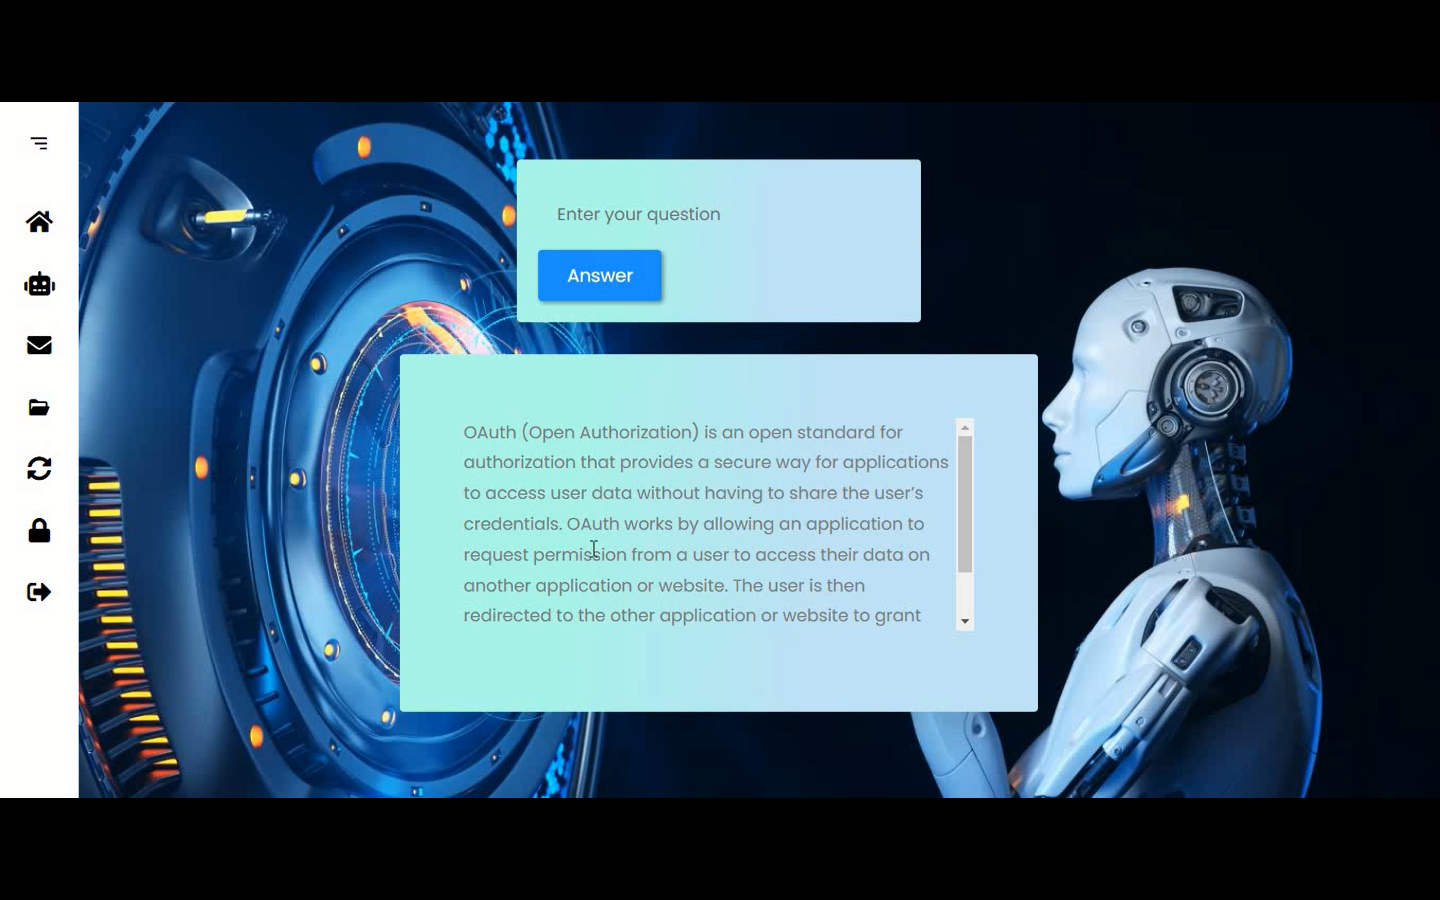 Enter your question
Answer
OAuth (Open Authorization) is an open standard for
authorization that provides a secure way for applications
to access user data without having to share the user’s
credentials. OAuth works by allowing an application to
request permission from a user to access their data on
another application or website. The user is then
redirected to the other application or website to grant